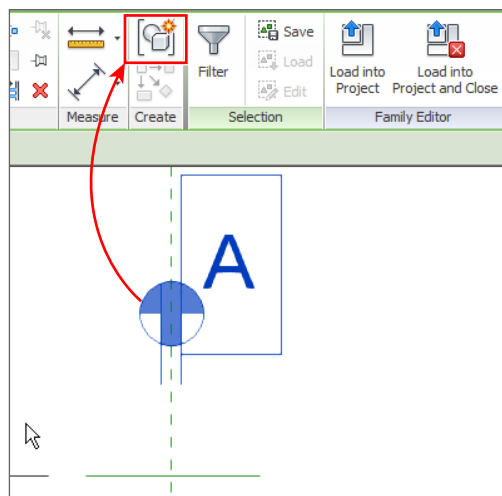 Save
Load
Edit
Filter
Load into
Project
Load into
Project and Close
Measure
Create
Selection
Family Editor
A